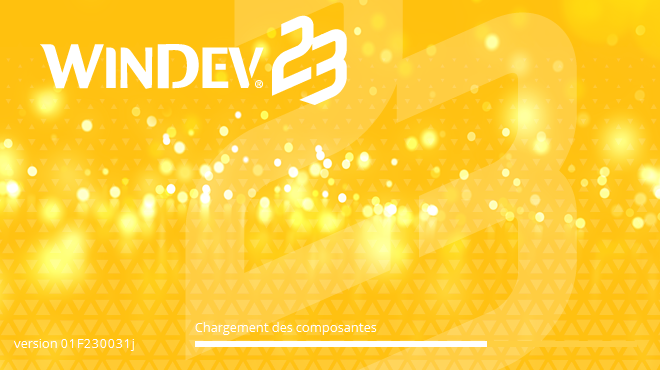 WINDEV® 23
Chargement des composantes
version 01F230031j